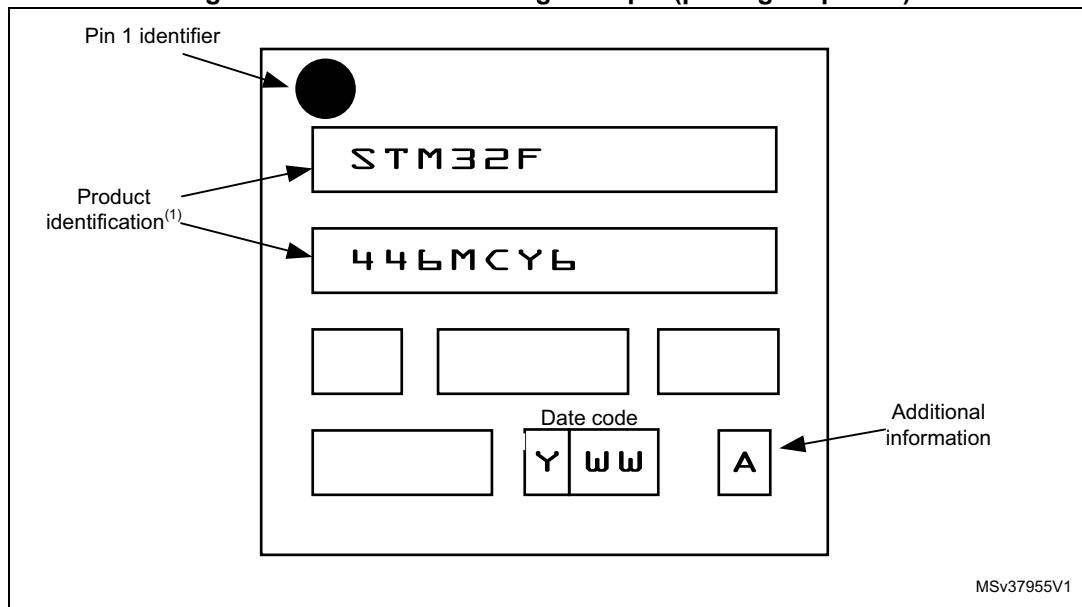 Pin 1 identifier
STM32F
Product
identification(1)
446MCY6
Date code
Y WW
A
Additional
information
MSv37955V1